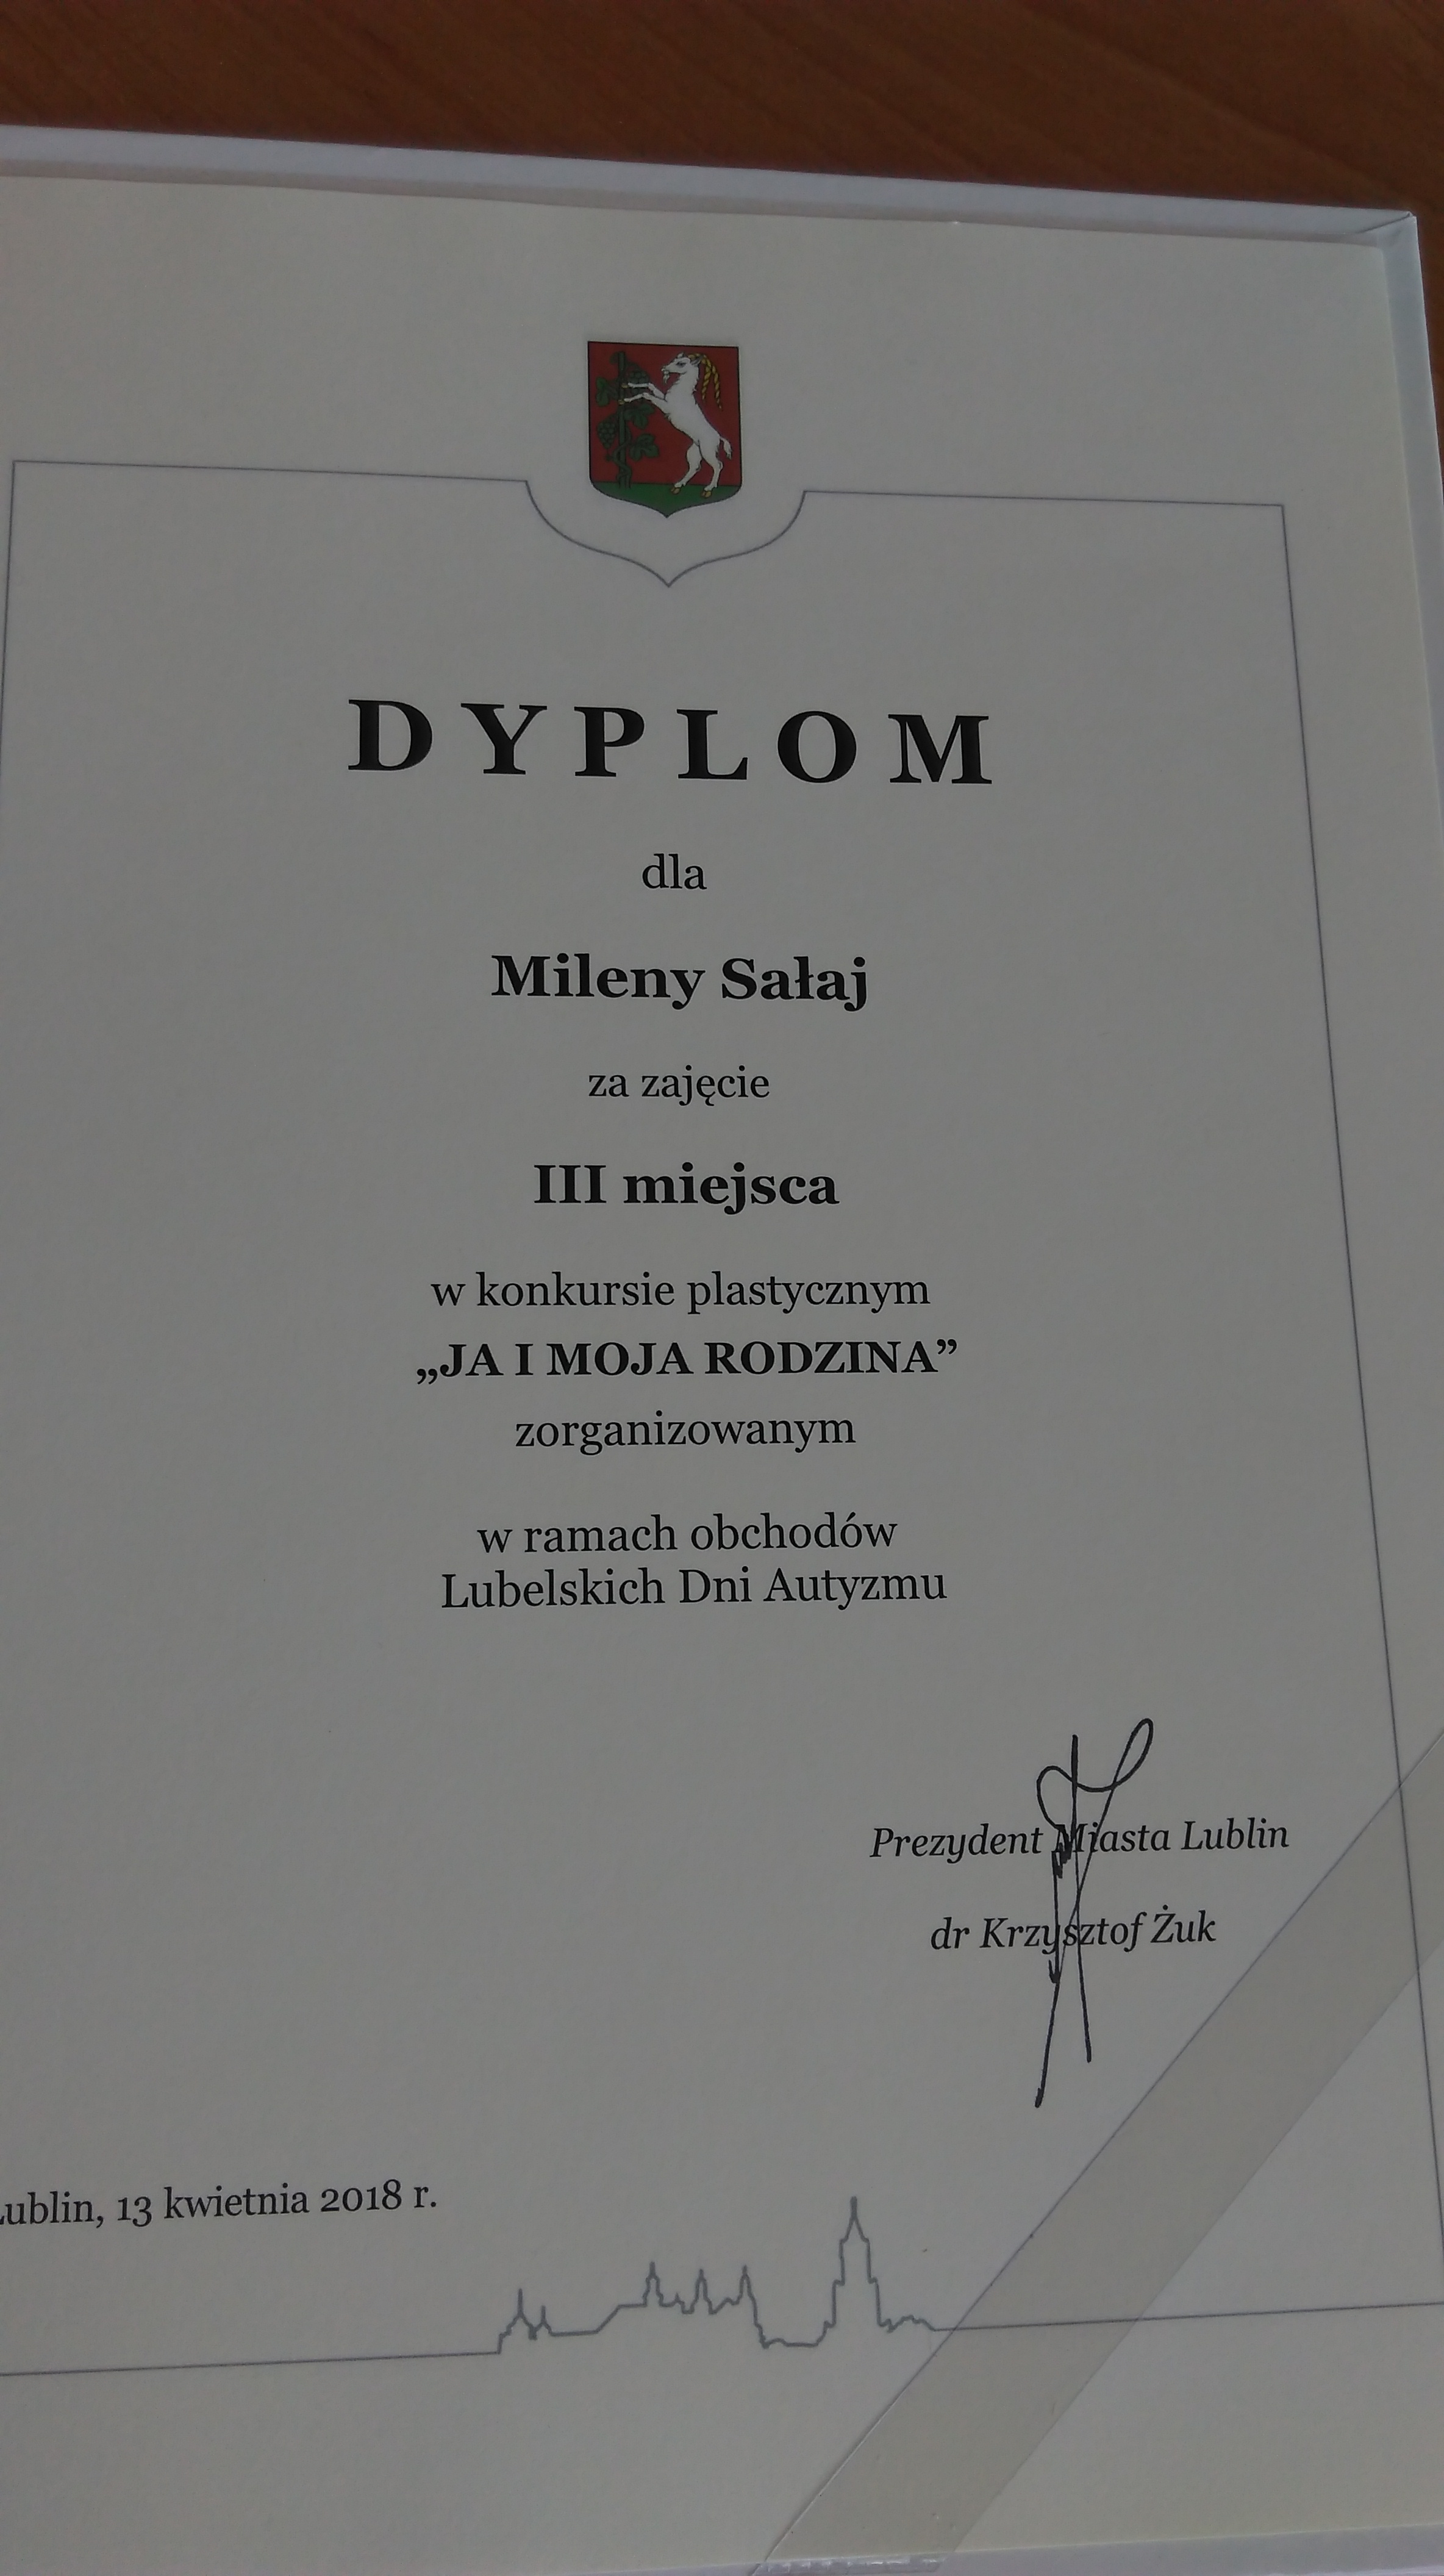 DYPLOM
dla
Mileny Sałaj
za zajęcie
III miejsca
w konkursie plastycznym
„JA I MOJA RODZINA”
zorganizowanym
w ramach obchodów
Lubelskich Dni Autyzmu
Prezydent Miasta Lublin
dr Krzysztof Żuk
Lublin, 13 kwietnia 2018 r.